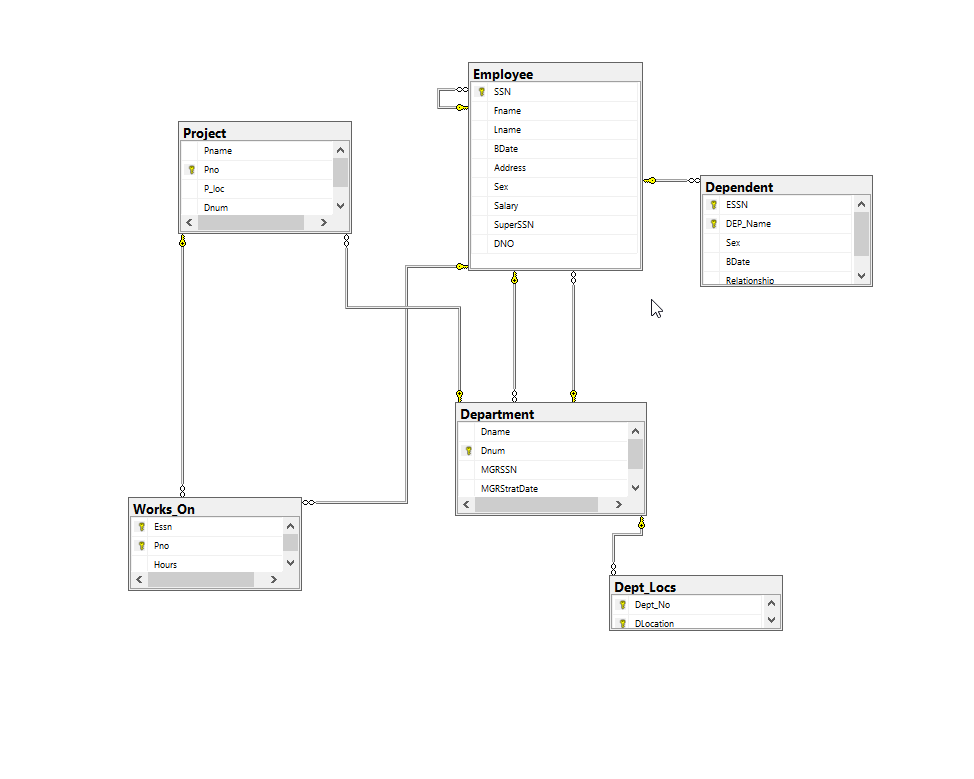 Employee
SSN
Fname
Lname
BDate
Address
Sex
Salary
SuperSSN
DNO
Project
Pname
Pno
P_loc
Dnum
Dependent
ESSN
DEP_Name
Sex
BDate
Relationship
Department
Dname
Dnum
MGRSSN
MGRStratDate
Works_On
Essn
Pno
Hours
Dept_Locs
Dept_No
DLocation